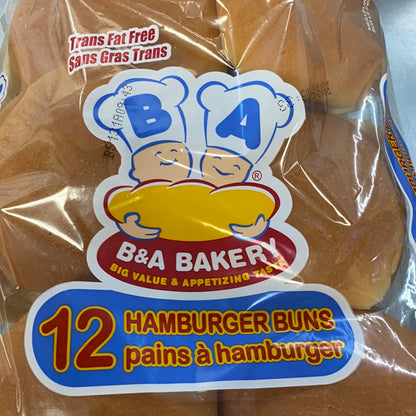 Trans Fat Free
Sans Gras Trans
B A
®
B&A BAKERY
BIG VALUE & APPETIZING TASTE
12 HAMBURGER BUNS
pains à hamburger